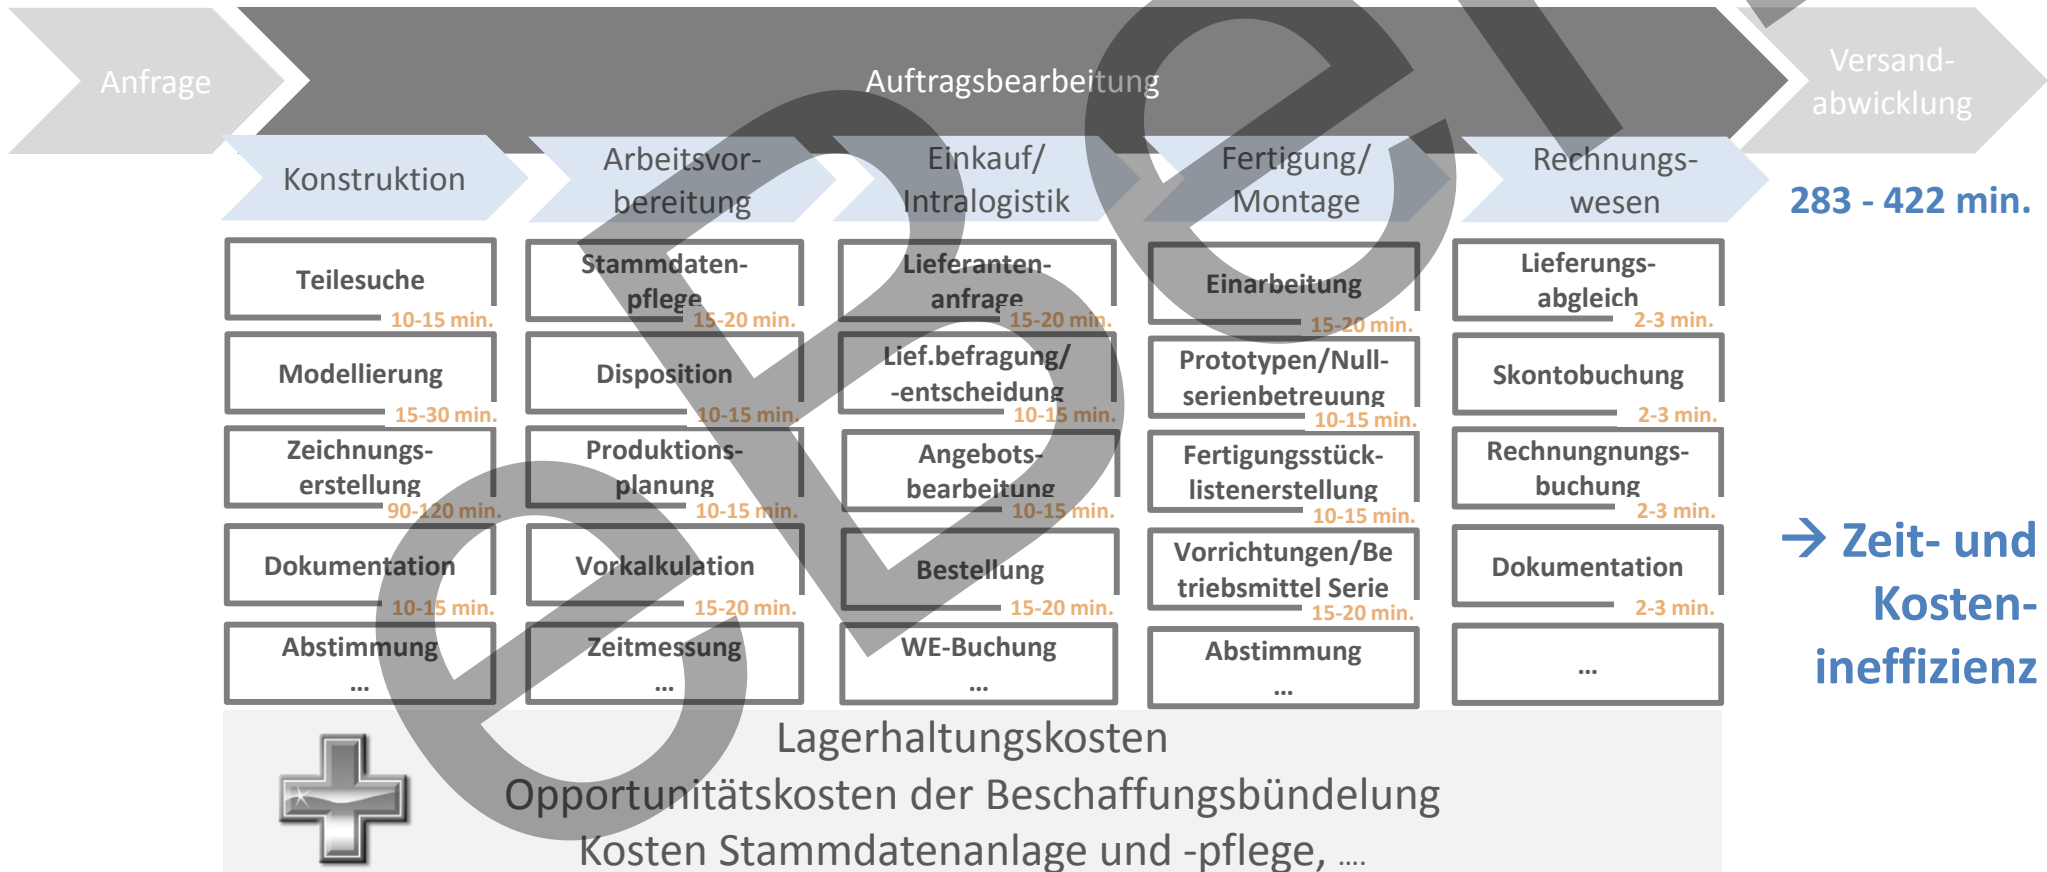 Anfrage
Auftragsbearbeitung
Versand-
abwicklung
Konstruktion
Arbeitsvor-
bereitung
Einkauf/
Intralogistik
Fertigung/
Montage
Rechnungs-
wesen
283 - 422 min.
Teilesuche
10-15 min.
Modellierung
15-30 min.
Zeichnungs-
erstellung
90-120 min.
Dokumentation
10-15 min.
Abstimmung
...
Stammdaten-
pflege
15-20 min.
Disposition
10-15 min.
Produktions-
planung
10-15 min.
Vorkalkulation
15-20 min.
Zeitmessung
...
Lieferanten-
anfrage
15-20 min.
Lief.befragung/
-entscheidung
10-15 min.
Angebots-
bearbeitung
10-15 min.
Bestellung
15-20 min.
WE-Buchung
...
Einarbeitung
15-20 min.
Prototypen/Null-
serienbetreuung
10-15 min.
Fertigungsstück-
listenerstellung
10-15 min.
Vorrichtungen/Be
triebsmittel Serie
15-20 min.
Abstimmung
...
Lieferungs-
abgleich
2-3 min.
Skontobuchung
2-3 min.
Rechnungnungs-
buchung
2-3 min.
Dokumentation
2-3 min.
...
→ Zeit- und
Kosten-
ineffizienz
Lagerhaltungskosten
Opportunitätskosten der Beschaffungsbündelung
Kosten Stammdatenanlage und -pflege, ....